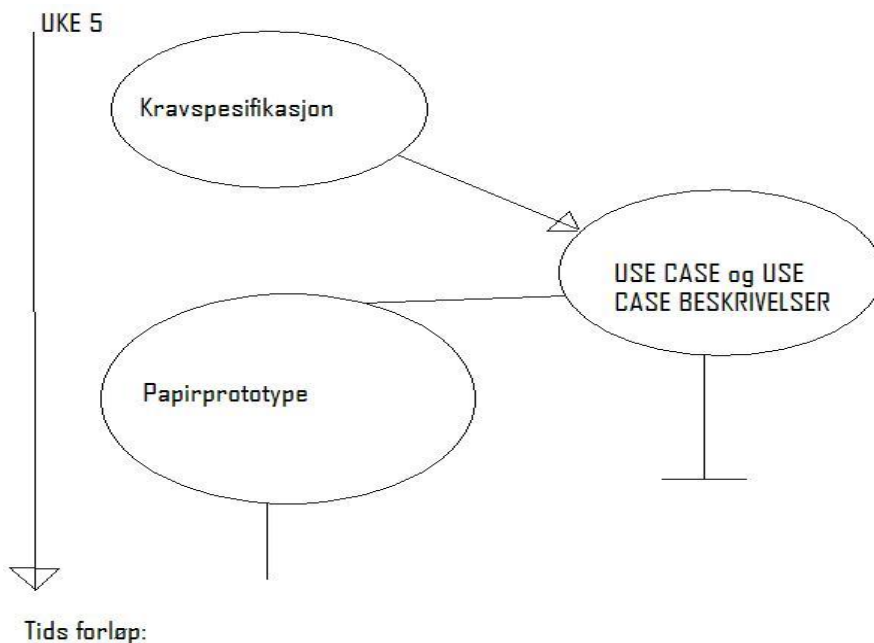 UKE 5
Kravspesifikasjon
USE CASE og USE
CASE BESKRIVELSER
Papirprototype
Tids forløp: